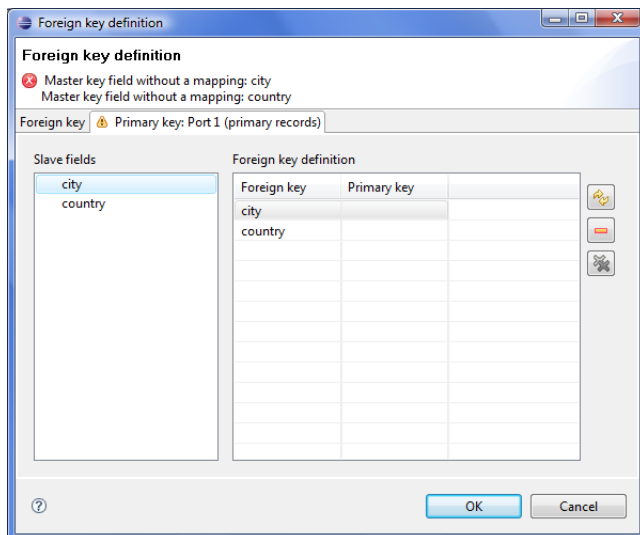 Foreign key definition
Foreign key definition
Master key field without a mapping: city
Master key field without a mapping: country
Foreign key Primary key: Port 1 (primary records)
Slave fields Foreign key definition
city
country
Foreign key Primary key
city
country
OK Cancel